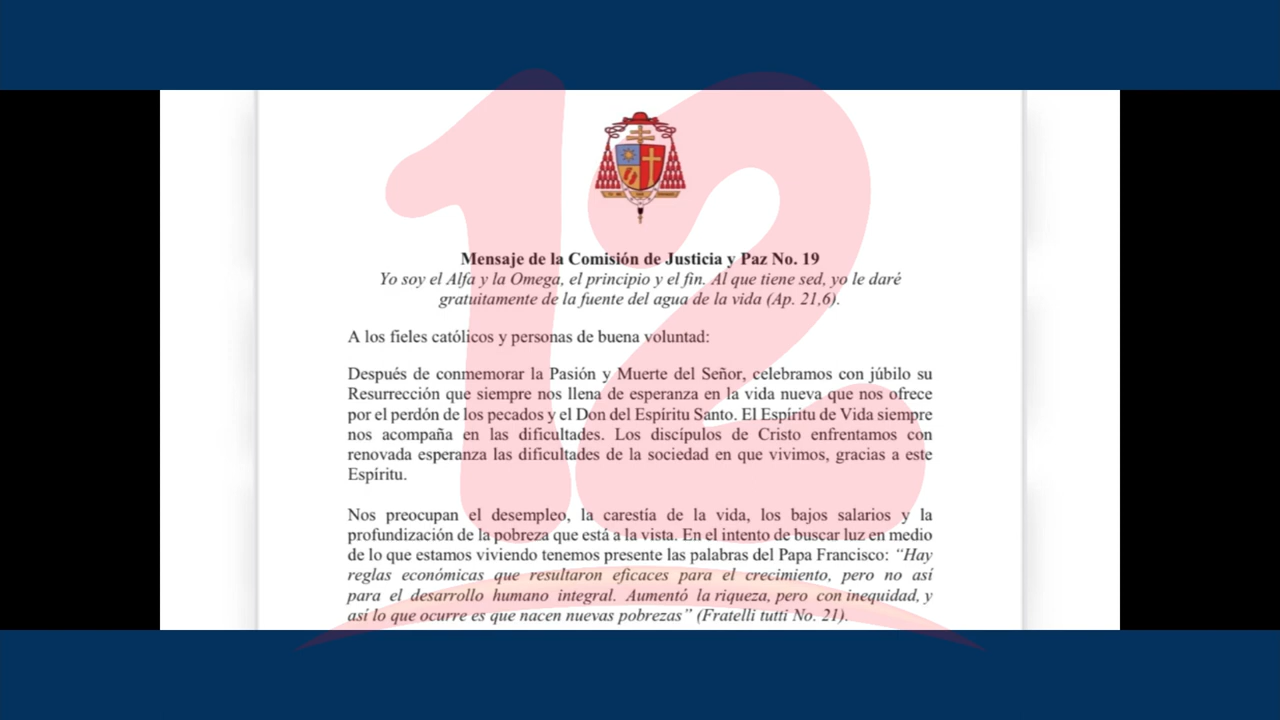 12
Mensaje de la Comisión de Justicia y Paz No. 19
Yo soy el Alfa y la Omega, el principio y el fin. Al que tiene sed, yo le daré
gratuitamente de la fuente del agua de la vida (Ap. 21,6).
A los fieles católicos y personas de buena voluntad:
Después de conmemorar la Pasión y Muerte del Señor, celebramos con júbilo su
Resurrección que siempre nos llena de esperanza en la vida nueva que nos ofrece
por el perdón de los pecados y el Don del Espíritu Santo. El Espíritu de Vida siempre
nos acompaña en las dificultades. Los discípulos de Cristo enfrentamos con
renovada esperanza las dificultades de la sociedad en que vivimos, gracias a este
Espíritu.
Nos preocupan el desempleo, la carestía de la vida, los bajos salarios y la
profundización de la pobreza que está a la vista. En el intento de buscar luz en medio
de lo que estamos viviendo tenemos presente las palabras del Papa Francisco: “Hay
reglas económicas que resultaron eficaces para el crecimiento, pero no así
para el desarrollo humano integral. Aumentó la riqueza, pero con inequidad, y
así lo que ocurre es que nacen nuevas pobrezas” (Fratelli tutti No. 21).